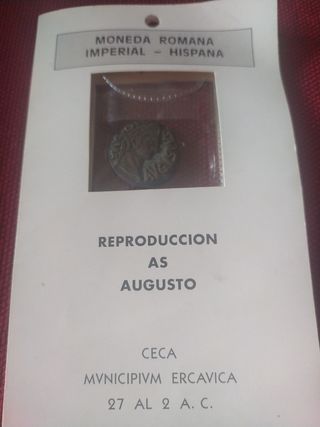 MONEDA ROMANA
IMPERIAL – HISPANA
REPRODUCCION
AS
AUGUSTO
CECA
MVNICIPIVM ERCAVICA
27 AL 2 A. C.